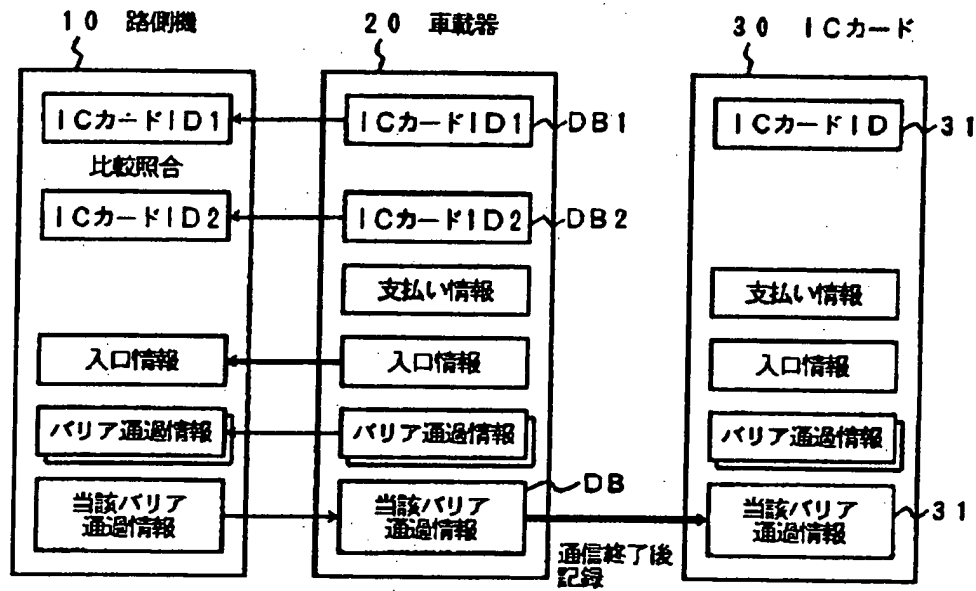 10 路側機
20 車載器
30 ICカード
ICカードID1
ICカードID1
DB1
ICカードID
31
比較照合
ICカードID2
ICカードID2
DB2
支払い情報
支払い情報
入口情報
入口情報
入口情報
バリア通過情報
バリア通過情報
バリア通過情報
DB
当該バリア
通過情報
当該バリア
通過情報
当該バリア
通過情報
31
通信終了後
記録